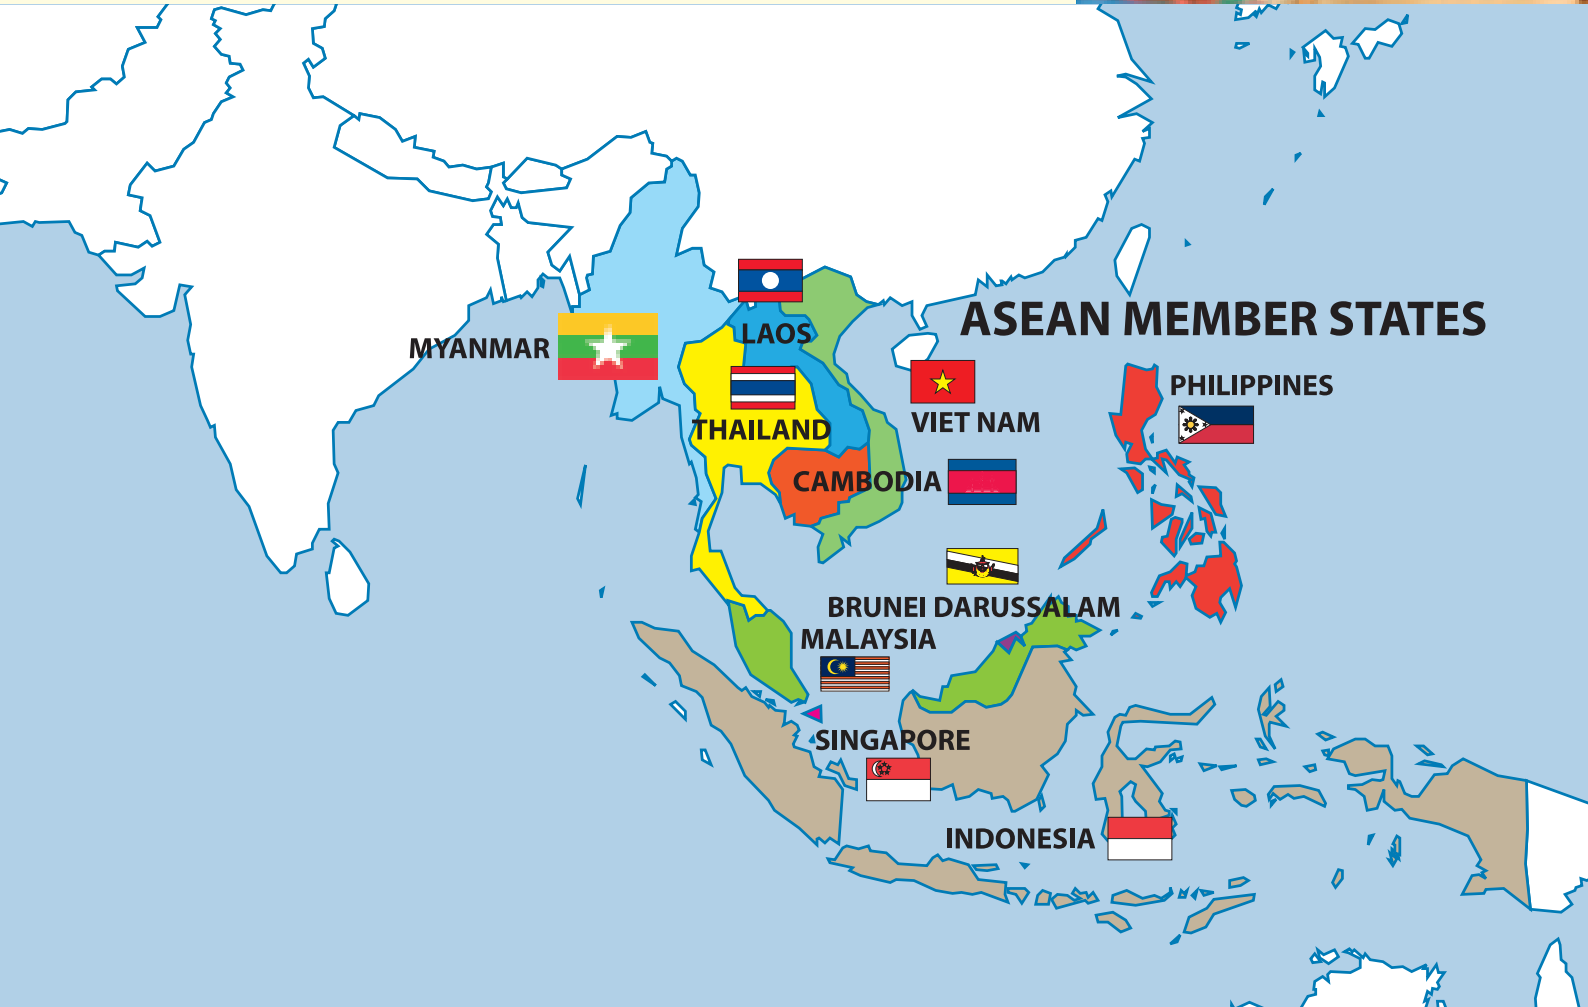 ASEAN MEMBER STATES
LAOS
MYANMAR
PHILIPPINES
VIET NAM
THAILAND
CAMBODIA
BRUNEI DARUSSALAM
MALAYSIA
SINGAPORE
INDONESIA